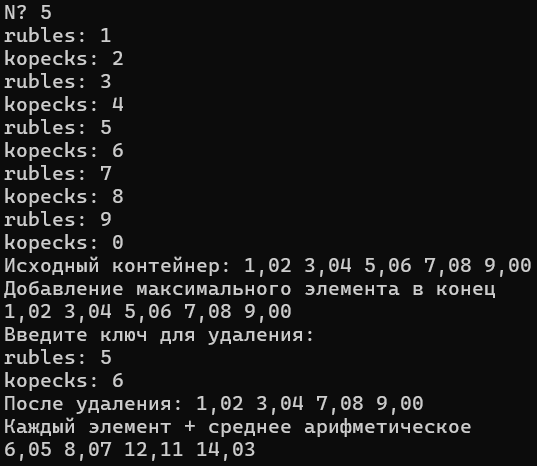 N? 5
rubles: 1
kopecks: 2
rubles: 3
kopecks: 4
rubles: 5
kopecks: 6
rubles: 7
kopecks: 8
rubles: 9
kopecks: 0
Исходный контейнер: 1,02 3,04 5,06 7,08 9,00
Добавление максимального элемента в конец
1,02 3,04 5,06 7,08 9,00
Введите ключ для удаления:
rubles: 5
kopecks: 6
После удаления: 1,02 3,04 7,08 9,00
Каждый элемент + среднее арифметическое
6,05 8,07 12,11 14,03